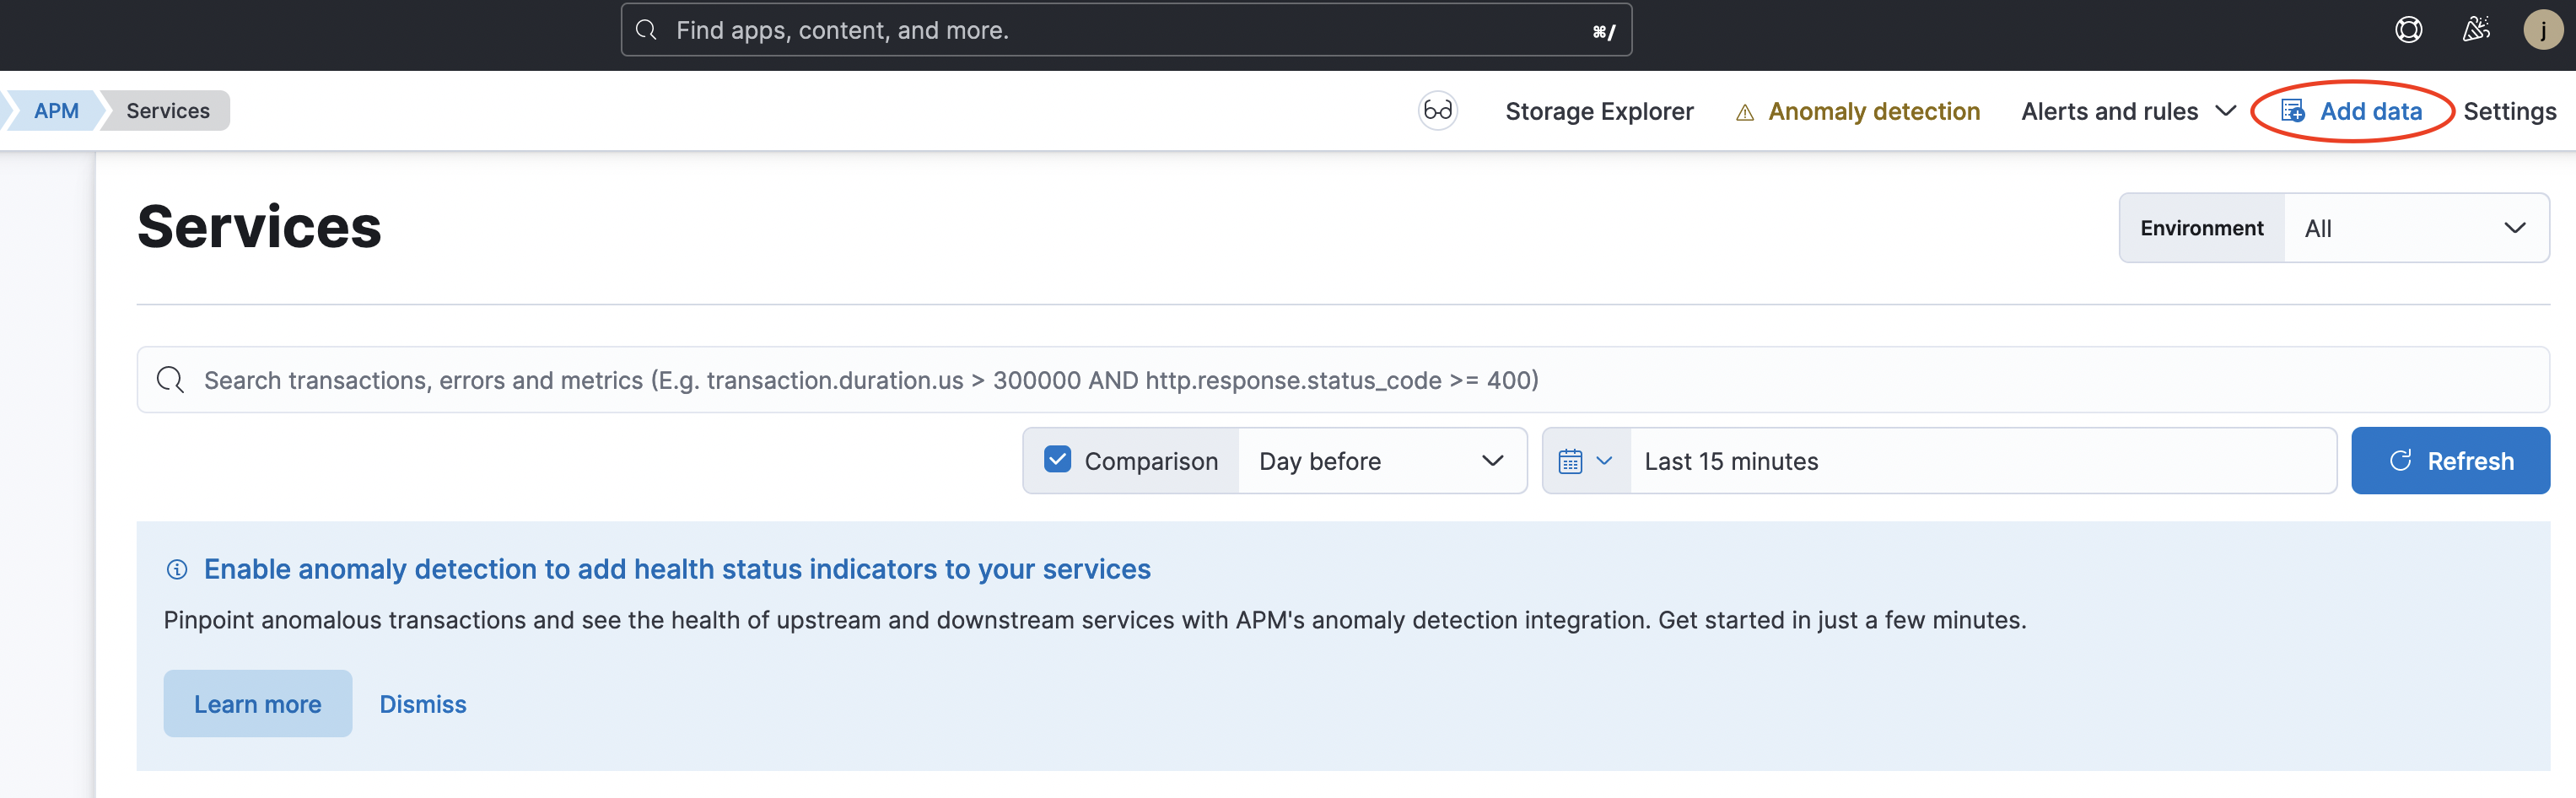 Find apps, content, and more. ⌘/
j
APM Services Storage Explorer Anomaly detection Alerts and rules Add data Settings
Services
Environment All
Search transactions, errors and metrics (E.g. transaction.duration.us > 300000 AND http.response.status_code >= 400)
Comparison Day before Last 15 minutes Refresh
Enable anomaly detection to add health status indicators to your services
Pinpoint anomalous transactions and see the health of upstream and downstream services with APM's anomaly detection integration. Get started in just a few minutes.
Learn more Dismiss